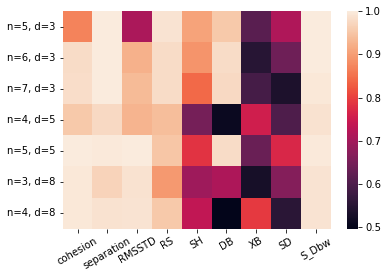 n=5, d=3
n=6, d=3
n=7, d=3
n=4, d=5
n=5, d=5
n=3, d=8
n=4, d=8
cohesion
separation
RMSSTD
RS
SH
DB
XB
SD
S_Dbw
1.0
0.9
0.8
0.7
0.6
0.5